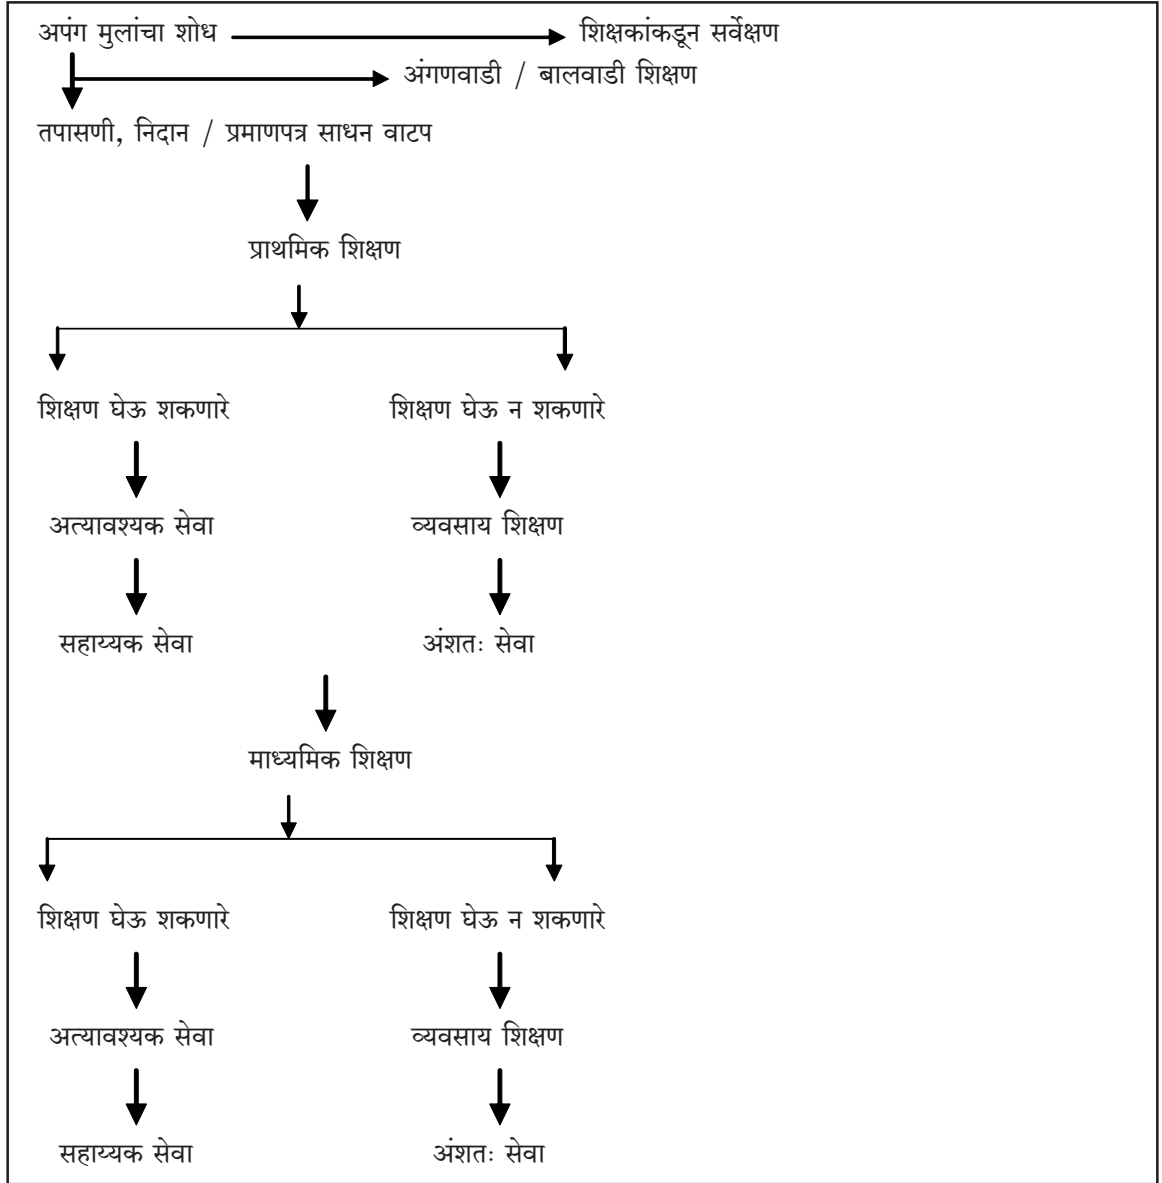 अपंग मुलांचा शोध शिक्षकांकडून सर्वेक्षण
अंगणवाडी / बालवाडी शिक्षण
तपासणी, निदान / प्रमाणपत्र साधन वाटप
प्राथमिक शिक्षण
शिक्षण घेऊ शकणारे शिक्षण घेऊ न शकणारे
अत्यावश्यक सेवा व्यवसाय शिक्षण
सहाय्यक सेवा अंशतः सेवा
माध्यमिक शिक्षण
शिक्षण घेऊ शकणारे शिक्षण घेऊ न शकणारे
अत्यावश्यक सेवा व्यवसाय शिक्षण
सहाय्यक सेवा अंशतः सेवा